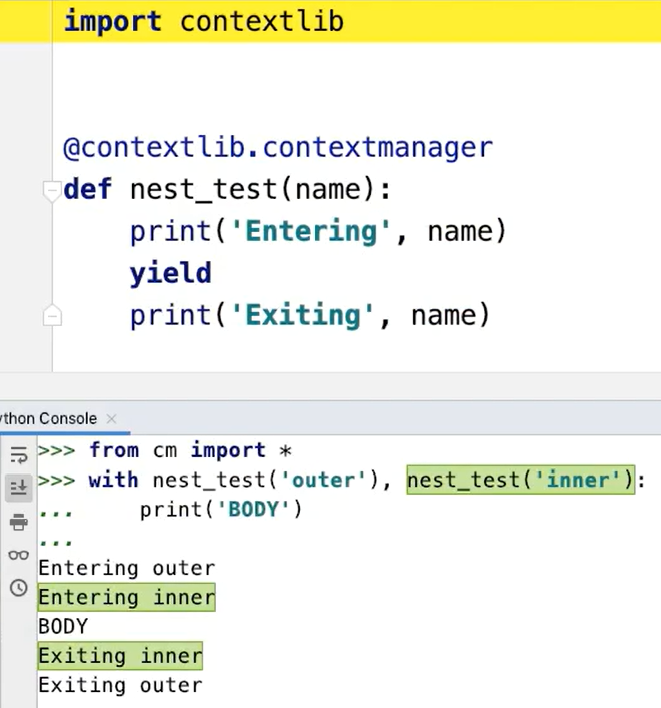 import contextlib
@contextlib.contextmanager
def nest_test(name):
    print('Entering', name)
    yield
    print('Exiting', name)
ython Console ×
>>> from cm import *
>>> with nest_test('outer'), nest_test('inner'):
...     print('BODY')
...
Entering outer
Entering inner
BODY
Exiting inner
Exiting outer